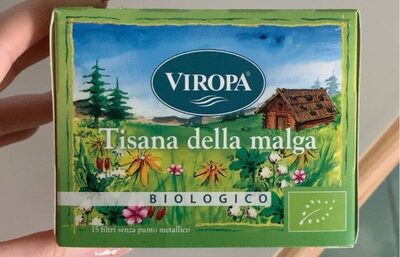 VIROPA®
Tisana della malga
BIOLOGICO
15 filtri senza punto metallico